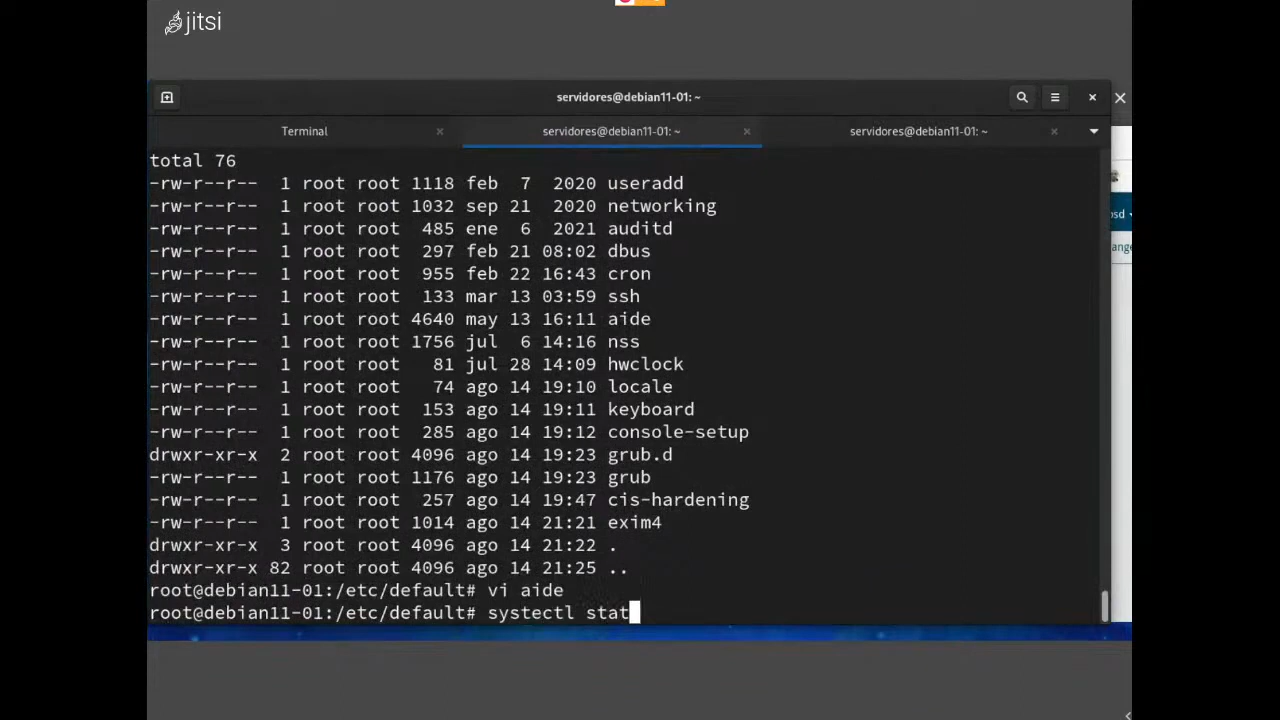 jitsi
servidores@debian11-01: ~
Terminal
servidores@debian11-01: ~
servidores@debian11-01: ~
total 76
-rw-r--r-- 1 root root 1118 feb 7 2020 useradd
-rw-r--r-- 1 root root 1032 sep 21 2020 networking
-rw-r--r-- 1 root root 485 ene 6 2021 auditd
-rw-r--r-- 1 root root 297 feb 21 08:02 dbus
-rw-r--r-- 1 root root 955 feb 22 16:43 cron
-rw-r--r-- 1 root root 133 mar 13 03:59 ssh
-rw-r--r-- 1 root root 4640 may 13 16:11 aide
-rw-r--r-- 1 root root 1756 jul 6 14:16 nss
-rw-r--r-- 1 root root 81 jul 28 14:09 hwclock
-rw-r--r-- 1 root root 74 ago 14 19:10 locale
-rw-r--r-- 1 root root 153 ago 14 19:11 keyboard
-rw-r--r-- 1 root root 285 ago 14 19:12 console-setup
drwxr-xr-x 2 root root 4096 ago 14 19:23 grub.d
-rw-r--r-- 1 root root 1176 ago 14 19:23 grub
-rw-r--r-- 1 root root 257 ago 14 19:47 cis-hardening
-rw-r--r-- 1 root root 1014 ago 14 21:21 exim4
drwxr-xr-x 3 root root 4096 ago 14 21:22 .
drwxr-xr-x 82 root root 4096 ago 14 21:25 ..
root@debian11-01:/etc/default# vi aide
root@debian11-01:/etc/default# systectl stat